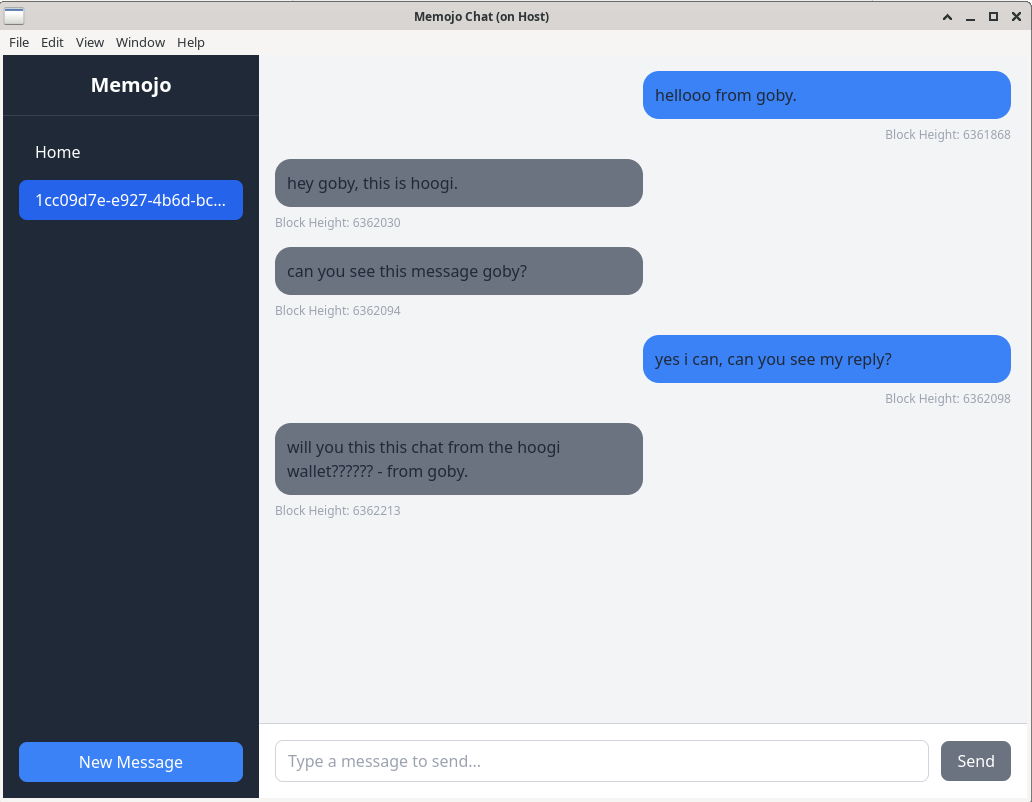 Memojo Chat (on Host)
File Edit View Window Help
Memojo
Home
1cc09d7e-e927-4b6d-bc...
New Message
hellooo from goby.
Block Height: 6361868
hey goby, this is hoogi.
Block Height: 6362030
can you see this message goby?
Block Height: 6362094
yes i can, can you see my reply?
Block Height: 6362098
will you this this chat from the hoogi
wallet?????? - from goby.
Block Height: 6362213
Type a message to send...
Send